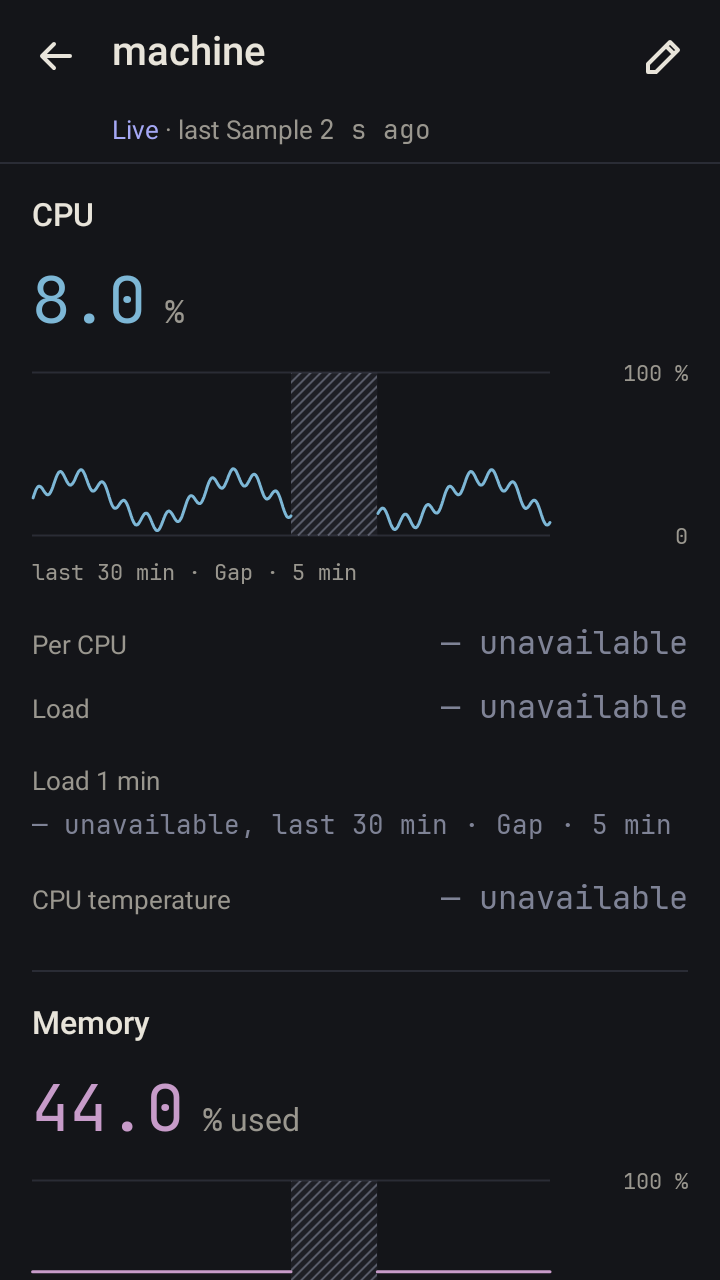 machine
Live · last Sample 2 s ago
CPU
8.0 %
100 %
0
last 30 min · Gap · 5 min
Per CPU — unavailable
Load — unavailable
Load 1 min
— unavailable, last 30 min · Gap · 5 min
CPU temperature — unavailable
Memory
44.0 % used
100 %